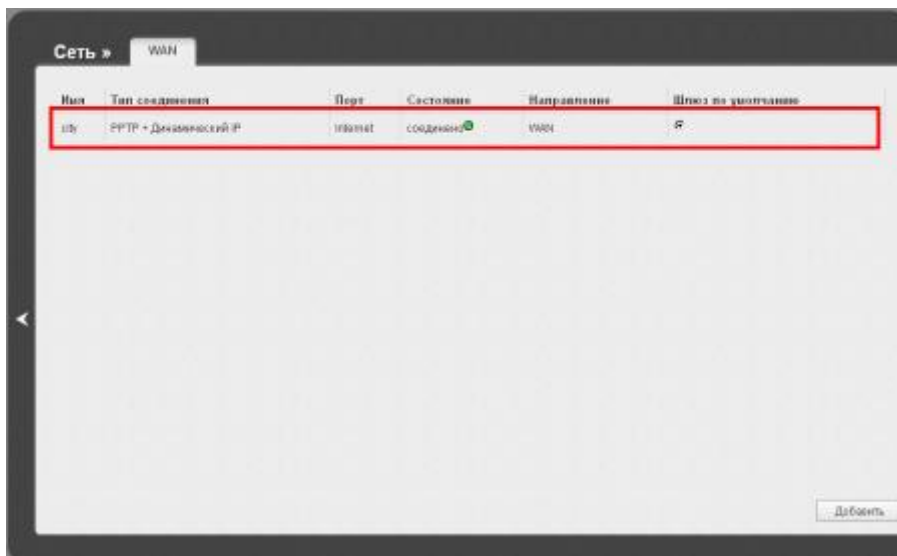 Сеть » WAN
Имя Тип соединения Порт Состояние Направление Шлюз по умолчанию
PPTP + Динамический IP Internet соединено WAN
Добавить